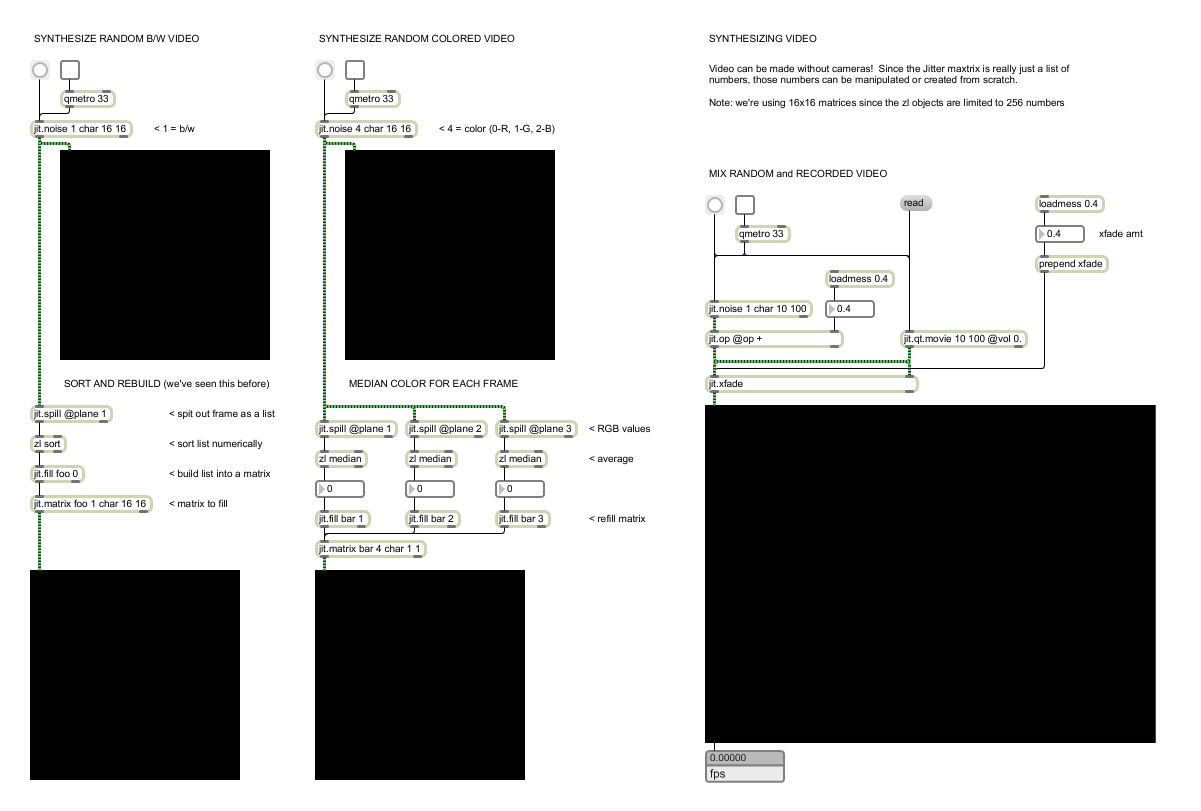 SYNTHESIZE RANDOM B/W VIDEO
qmetro 33
jit.noise 1 char 16 16
< 1 = b/w
SORT AND REBUILD (we've seen this before)
jit.spill @plane 1
< spit out frame as a list
zl sort
< sort list numerically
jit.fill foo 0
< build list into a matrix
jit.matrix foo 1 char 16 16
< matrix to fill
SYNTHESIZE RANDOM COLORED VIDEO
qmetro 33
jit.noise 4 char 16 16
< 4 = color (0-R, 1-G, 2-B)
MEDIAN COLOR FOR EACH FRAME
jit.spill @plane 1
jit.spill @plane 2
jit.spill @plane 3
< RGB values
zl median
zl median
zl median
< average
0
0
0
jit.fill bar 1
jit.fill bar 2
jit.fill bar 3
< refill matrix
jit.matrix bar 4 char 1 1
SYNTHESIZING VIDEO
Video can be made without cameras!  Since the Jitter maxtrix is really just a list of
numbers, those numbers can be manipulated or created from scratch.
Note: we're using 16x16 matrices since the zl objects are limited to 256 numbers
MIX RANDOM and RECORDED VIDEO
read
loadmess 0.4
qmetro 33
0.4
xfade amt
prepend xfade
loadmess 0.4
jit.noise 1 char 10 100
0.4
jit.op @op +
jit.qt.movie 10 100 @vol 0.
jit.xfade
0.00000
fps